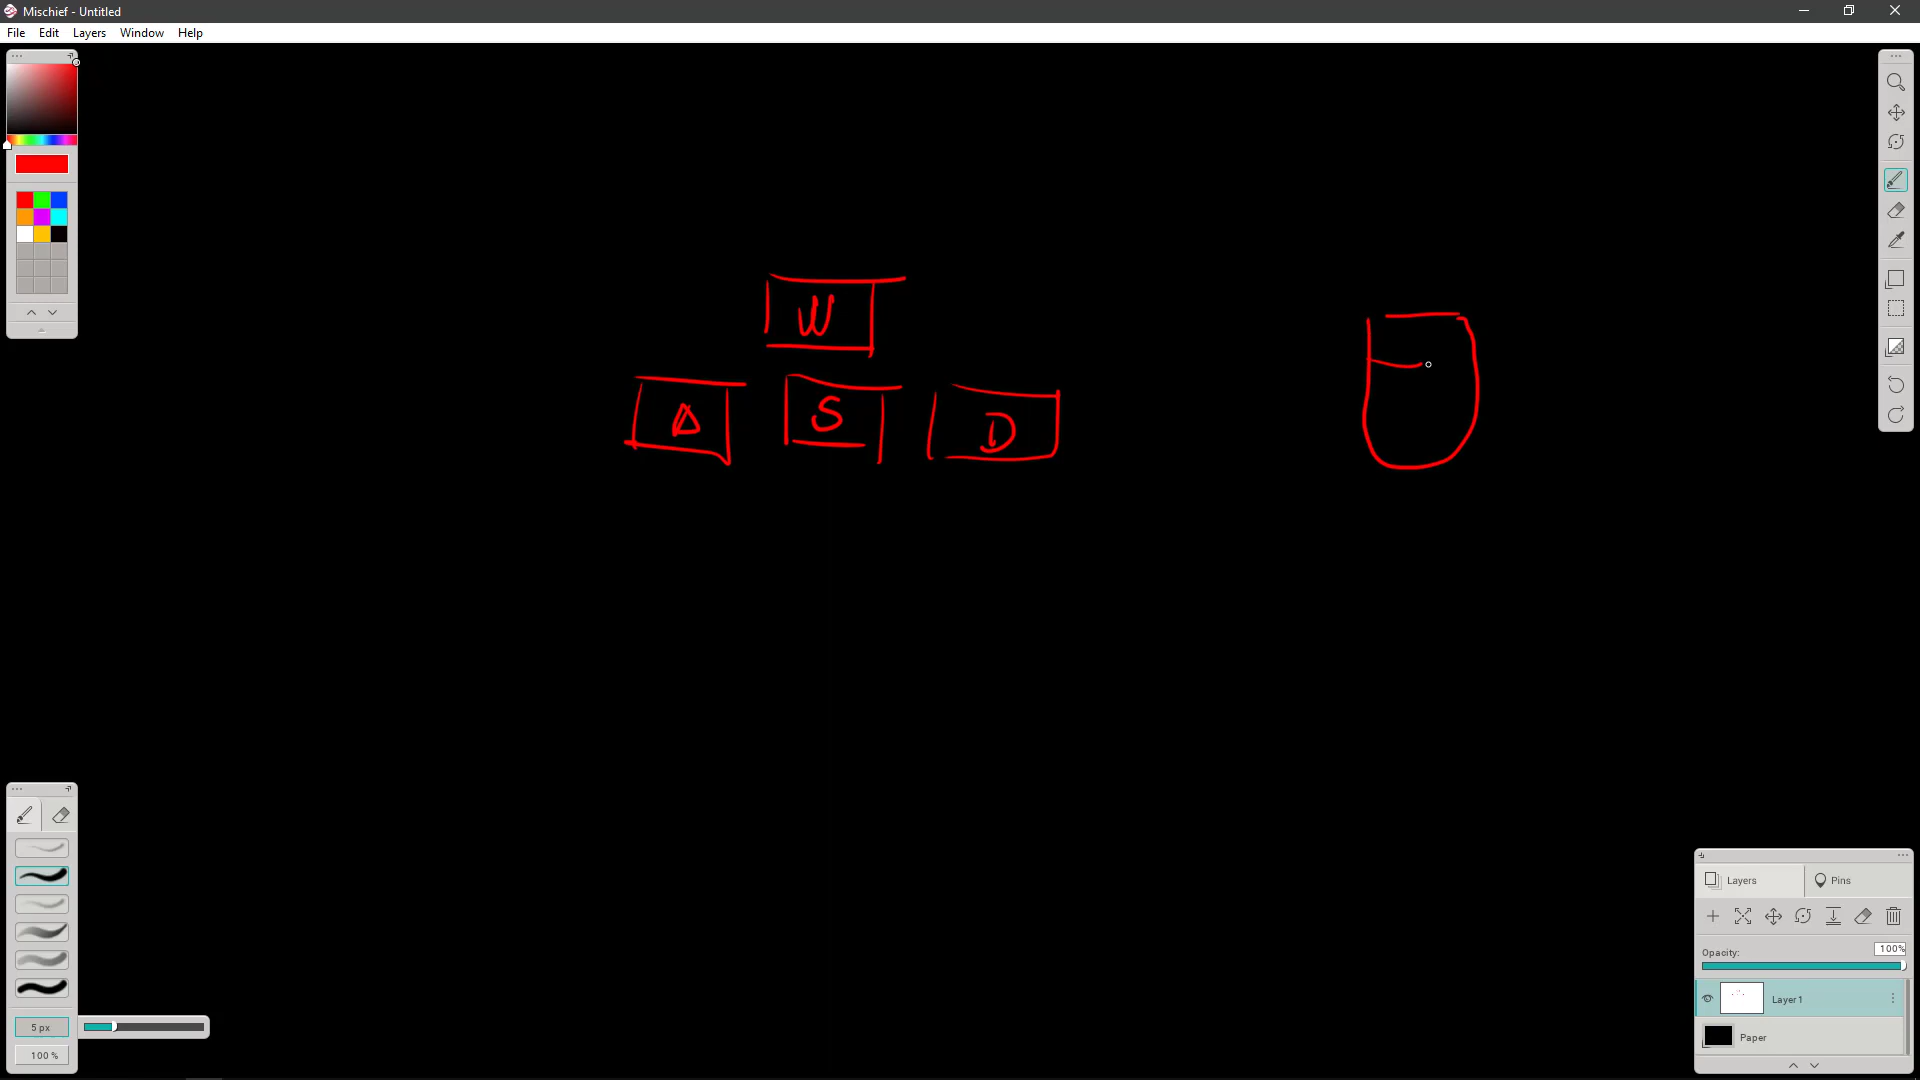 Mischief - Untitled
File Edit Layers Window Help
W
A S D
5 px
100 %
Layers Pins
Opacity: 100%
Layer 1
Paper